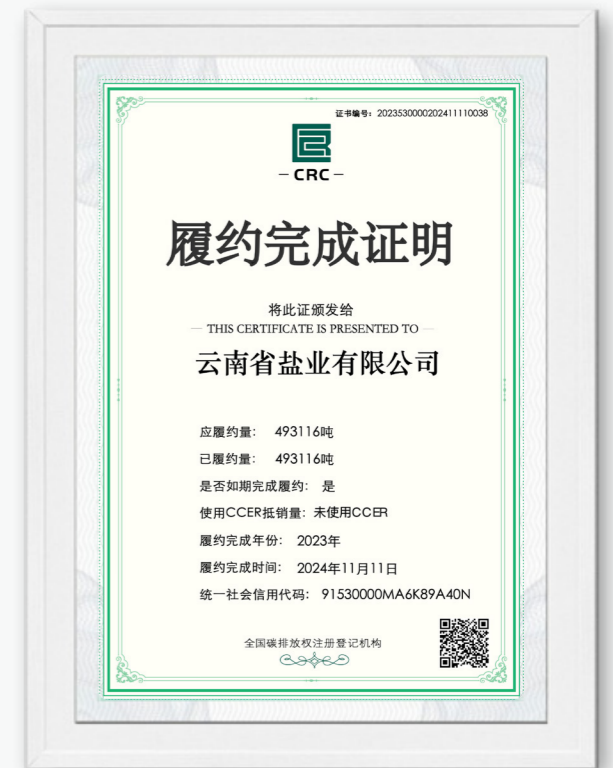 证书编号：2023530000202411110038
CRC
履约完成证明
将此证颁发给
THIS CERTIFICATE IS PRESENTED TO
云南省盐业有限公司
应履约量： 493116吨
已履约量： 493116吨
是否如期完成履约： 是
使用CCER抵销量：未使用CCER
履约完成年份： 2023年
履约完成时间： 2024年11月11日
统一社会信用代码： 91530000MA6K89A40N
全国碳排放权注册登记机构